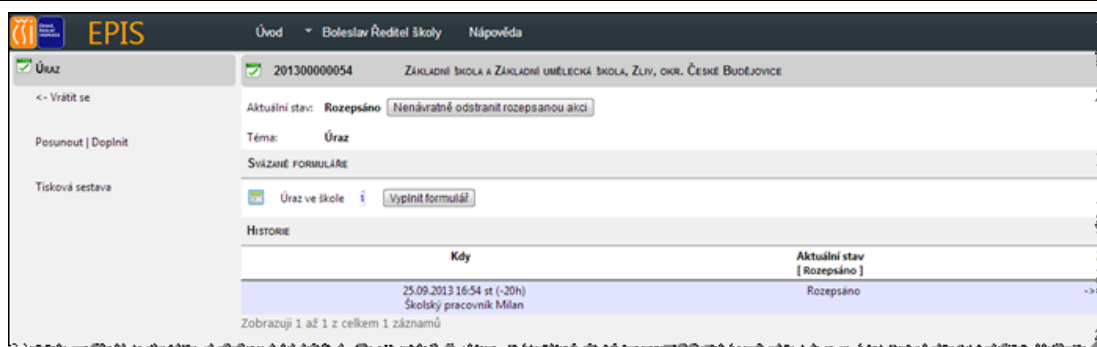 EPIS
Úvod Boleslav Ředitel školy Nápověda
Úraz
<- Vrátit se
Posunout | Doplnit
Tisková sestava
201300000054 Základní škola a Základní umělecká škola, Zliv, okr. České Budějovice
Aktuální stav: Rozepsáno Nenávratně odstranit rozepsanou akci
Téma: Úraz
Svázané formuláře
Úraz ve škole i Vyplnit formulář
Historie
Kdy Aktuální stav
[ Rozepsáno ]
25.09.2013 16:54 st (-20h) Rozepsáno
Školský pracovník Milan
Zobrazuji 1 až 1 z celkem 1 záznamů